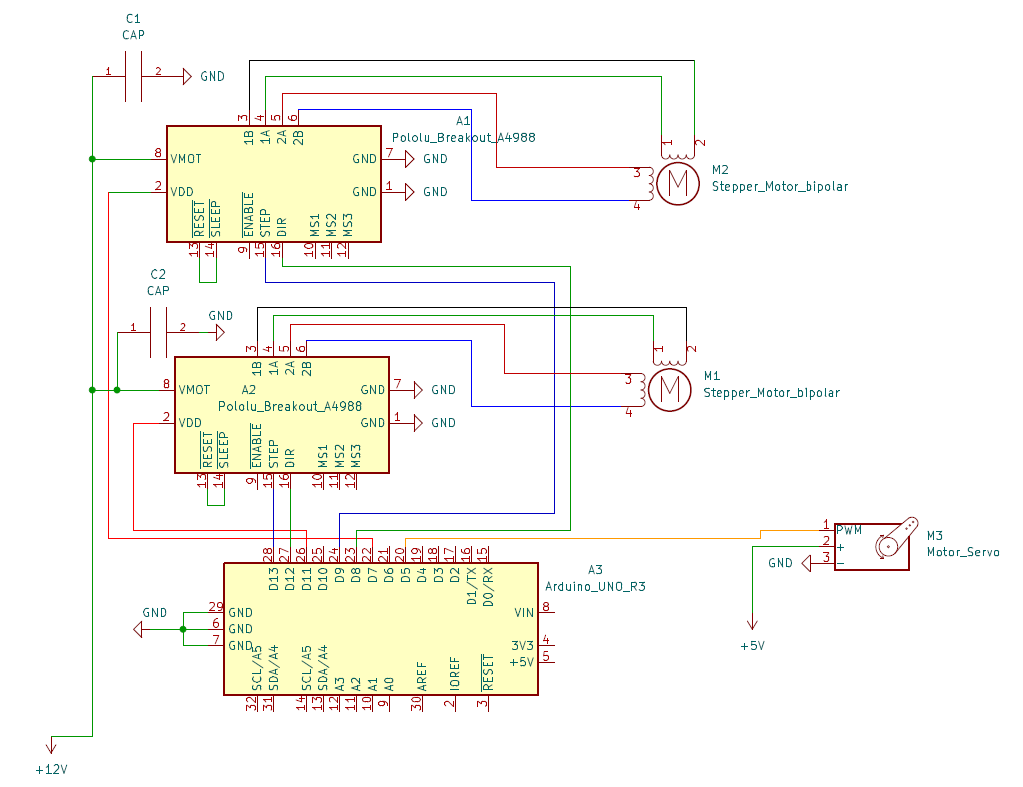 C1
CAP
1
2
GND
3
4
5
6
1B
1A
2A
2B
A1
Pololu_Breakout_A4988
8
VMOT
GND
7
GND
2
VDD
GND
1
GND
RESET
SLEEP
ENABLE
STEP
DIR
MS1
MS2
MS3
13
14
9
15
16
10
11
12
1
2
3
4
M2
Stepper_Motor_bipolar
C2
CAP
1
2
GND
3
4
5
6
1B
1A
2A
2B
8
VMOT
A2
Pololu_Breakout_A4988
GND
7
GND
2
VDD
GND
1
GND
RESET
SLEEP
ENABLE
STEP
DIR
MS1
MS2
MS3
13
14
9
15
16
10
11
12
1
2
3
4
M1
Stepper_Motor_bipolar
1
PWM
2
+
3
−
GND
M3
Motor_Servo
+5V
28
27
26
25
24
23
22
21
20
19
18
17
16
15
D13
D12
D11
D10
D9
D8
D7
D6
D5
D4
D3
D2
D1/TX
D0/RX
A3
Arduino_UNO_R3
GND
29
GND
6
GND
7
GND
VIN
8
3V3
4
+5V
5
SCL/A5
SDA/A4
SCL/A5
SDA/A4
A3
A2
A1
A0
AREF
IOREF
RESET
32
31
14
13
12
11
10
9
30
2
3
+12V